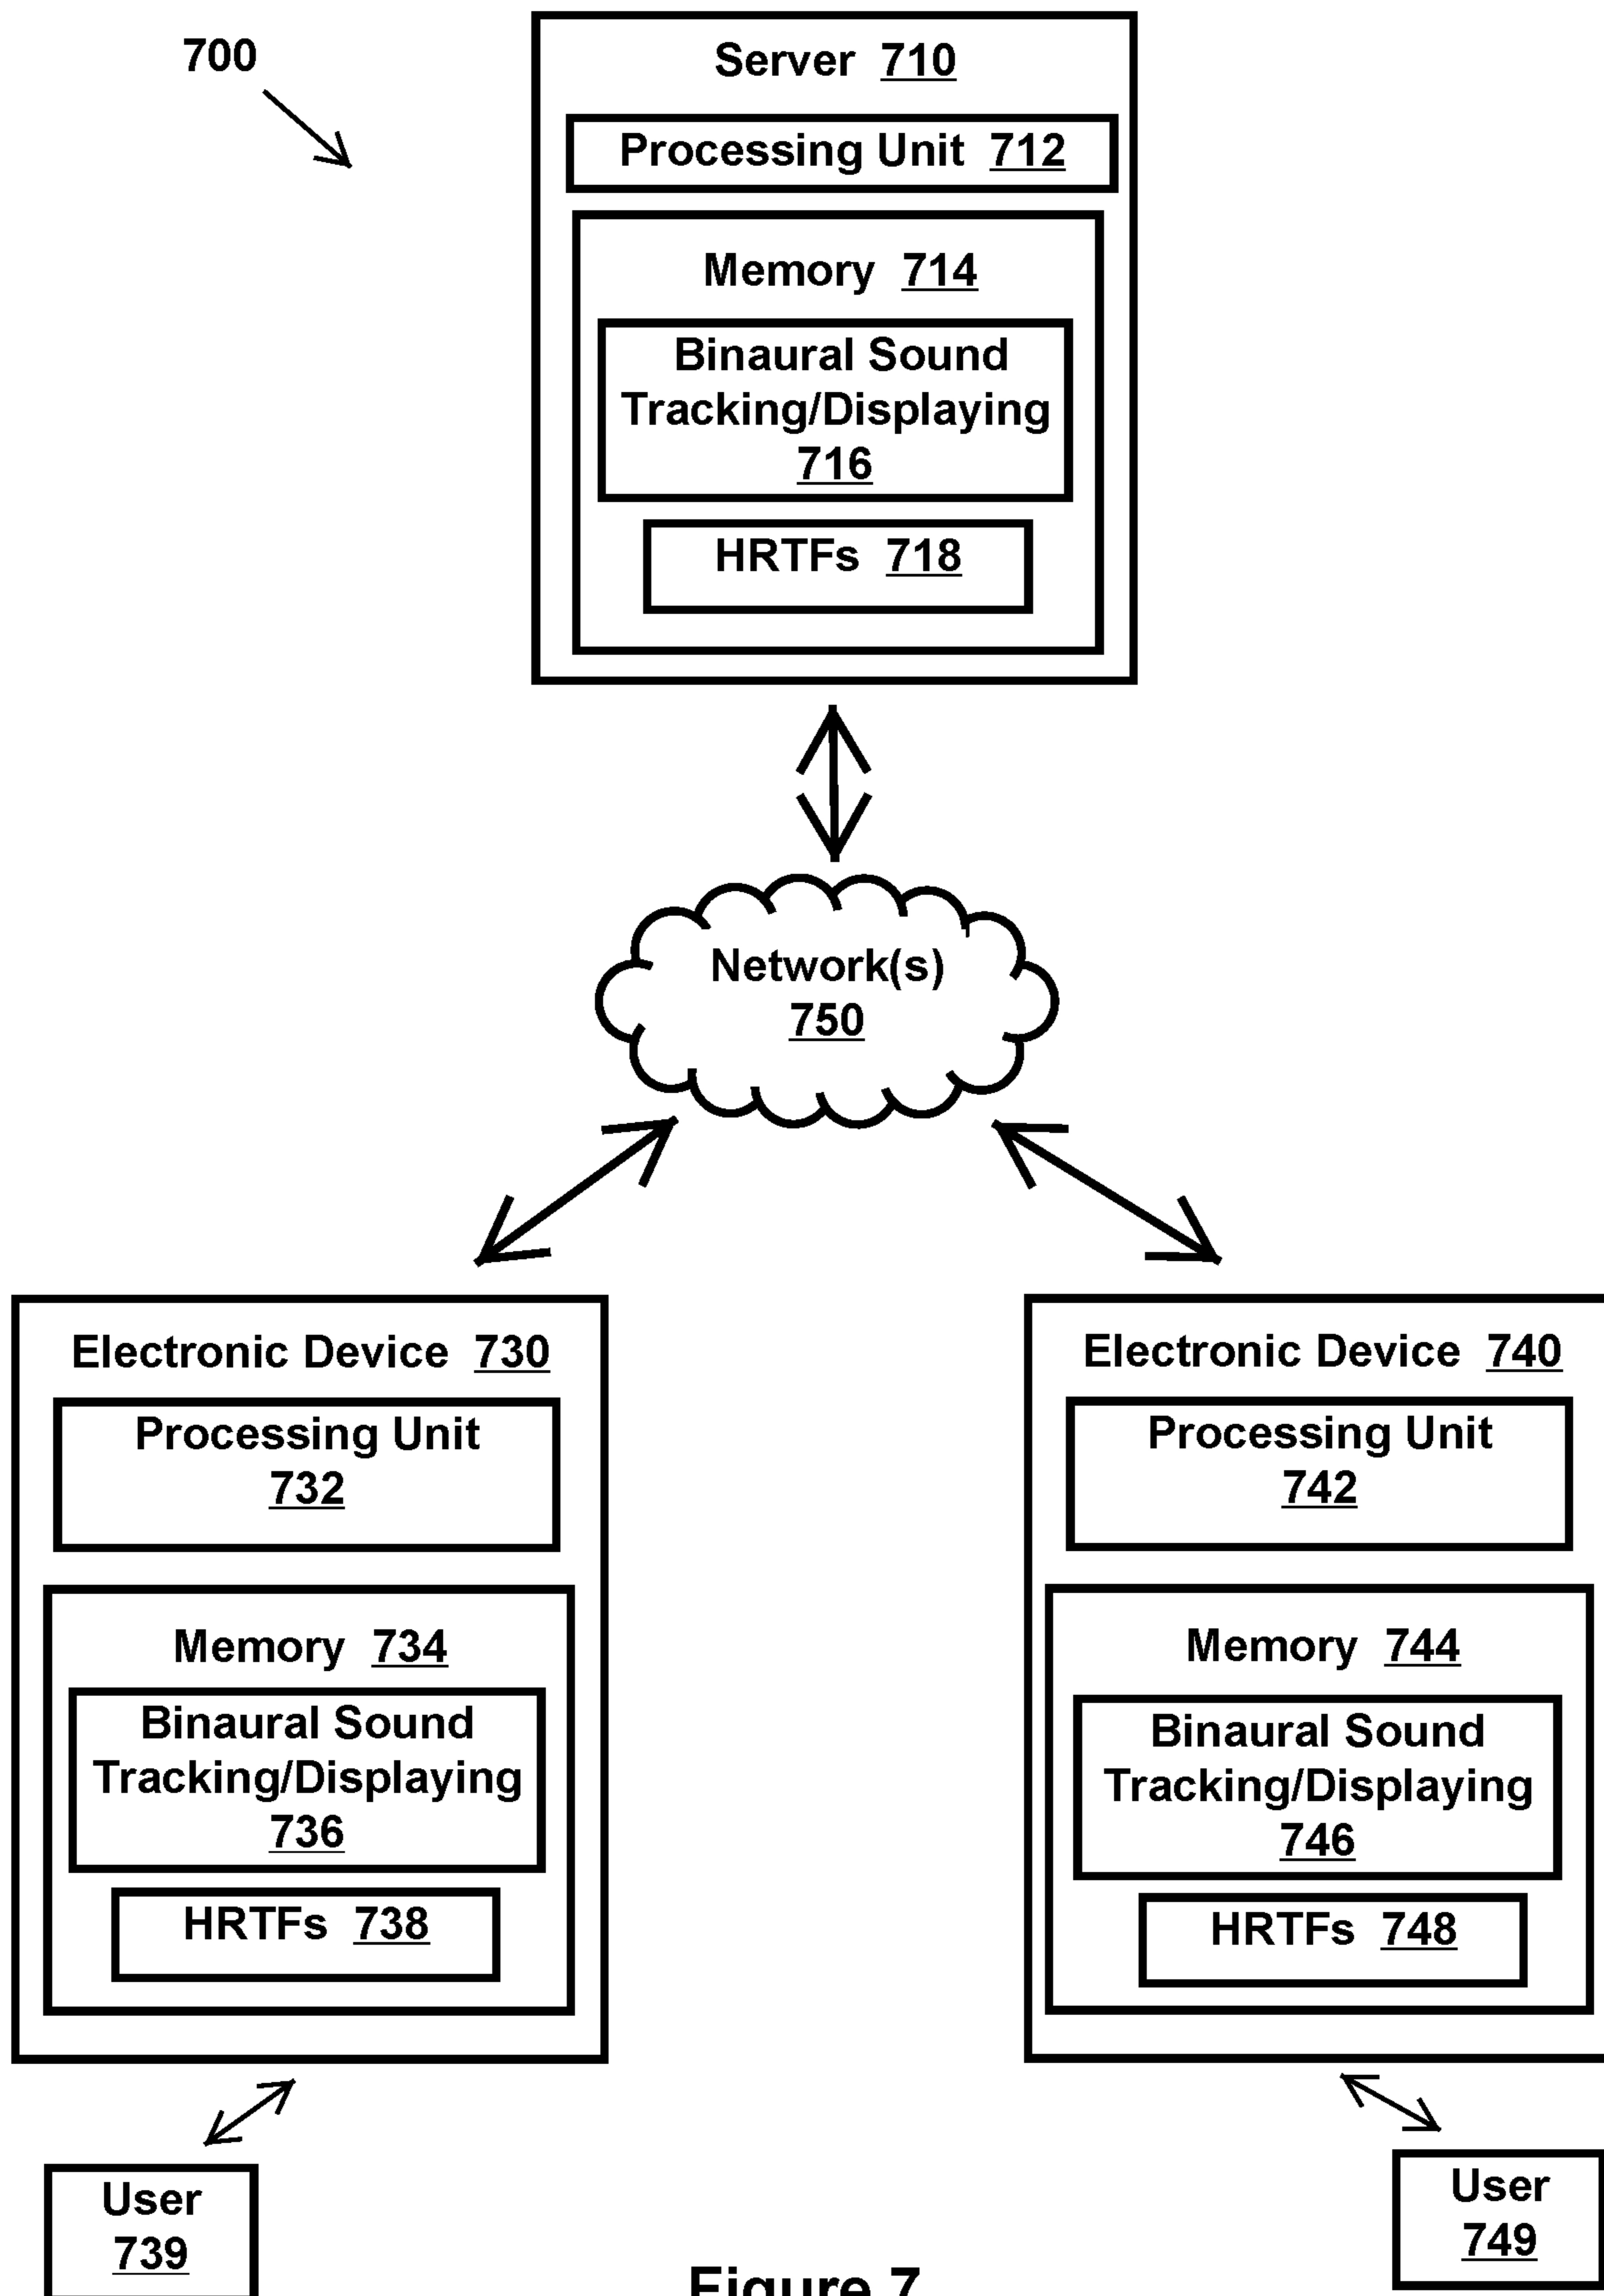 700
Server 710
Processing Unit 712
Memory 714
Binaural Sound
Tracking/Displaying
716
HRTFs 718
Network(s)
750
Electronic Device 730
Processing Unit
732
Memory 734
Binaural Sound
Tracking/Displaying
736
HRTFs 738
User
739
Electronic Device 740
Processing Unit
742
Memory 744
Binaural Sound
Tracking/Displaying
746
HRTFs 748
User
749
Figure 7